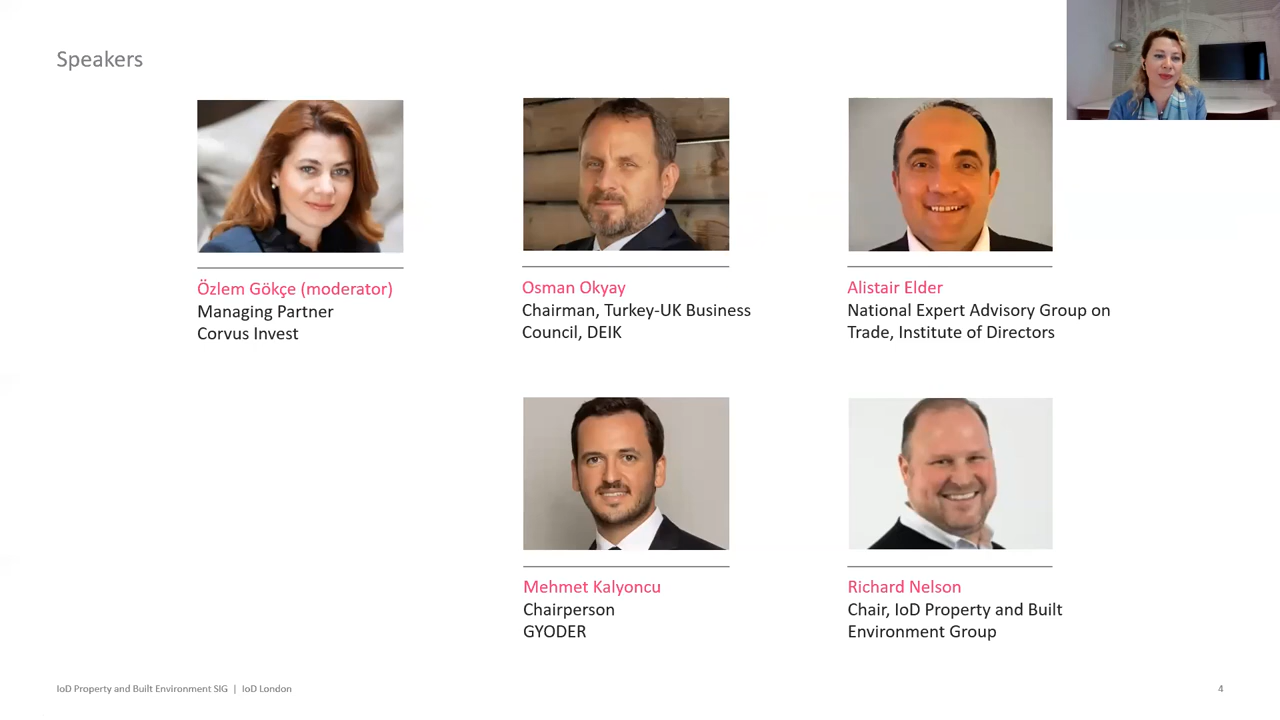 Speakers
Özlem Gökçe (moderator)
Managing Partner
Corvus Invest
Osman Okyay
Chairman, Turkey-UK Business
Council, DEIK
Alistair Elder
National Expert Advisory Group on
Trade, Institute of Directors
Mehmet Kalyoncu
Chairperson
GYODER
Richard Nelson
Chair, IoD Property and Built
Environment Group
IoD Property and Built Environment SIG | IoD London
4